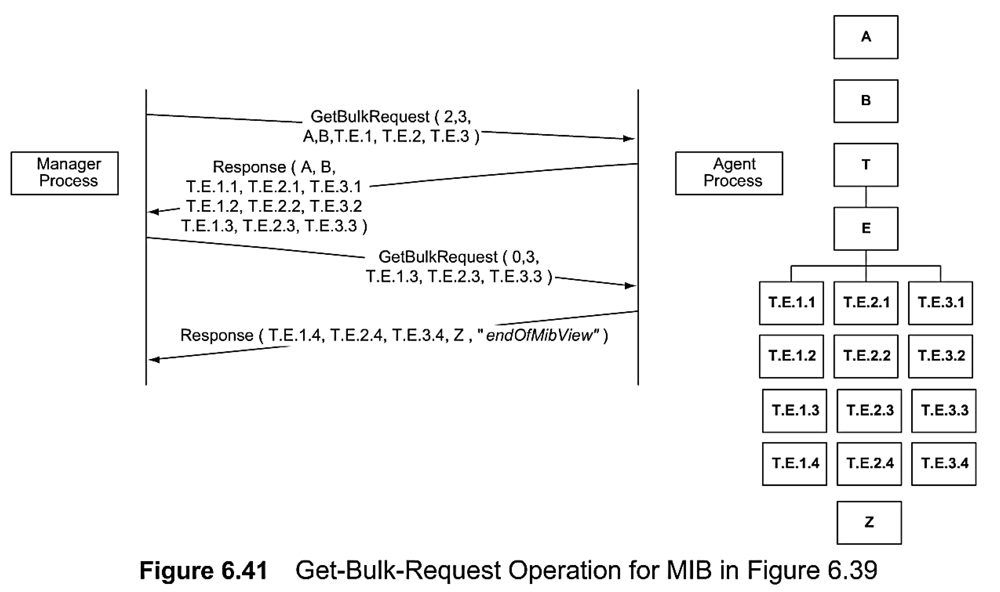 A
B
GetBulkRequest ( 2,3,
A,B,T.E.1, T.E.2, T.E.3 )
Manager
Process
Response ( A, B,
T.E.1.1, T.E.2.1, T.E.3.1
T.E.1.2, T.E.2.2, T.E.3.2
T.E.1.3, T.E.2.3, T.E.3.3 )
Agent
Process
T
E
GetBulkRequest ( 0,3,
T.E.1.3, T.E.2.3, T.E.3.3 )
Response ( T.E.1.4, T.E.2.4, T.E.3.4, Z , "endOfMibView" )
T.E.1.1 T.E.2.1 T.E.3.1
T.E.1.2 T.E.2.2 T.E.3.2
T.E.1.3 T.E.2.3 T.E.3.3
T.E.1.4 T.E.2.4 T.E.3.4
Z
Figure 6.41 Get-Bulk-Request Operation for MIB in Figure 6.39